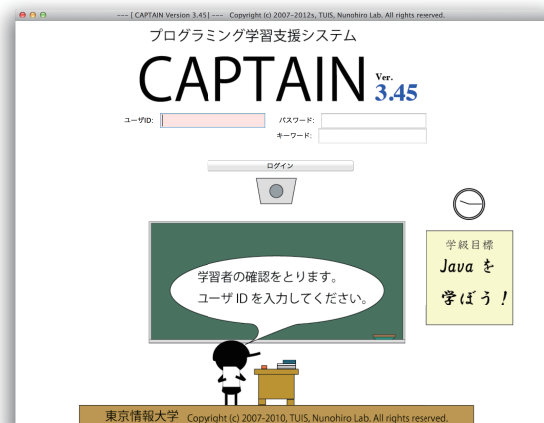 --- [ CAPTAIN Version 3.45] --- Copyright (c) 2007-2012s, TUIS, Nunohiro Lab. All rights reserved.
プログラミング学習支援システム
CAPTAIN Ver. 3.45
ユーザID: パスワード:
キーワード:
ログイン
学級目標
Java を
学ぼう！
学習者の確認をとります。
ユーザ ID を入力してください。
東京情報大学 Copyright (c) 2007-2010, TUIS, Nunohiro Lab. All rights reserved.